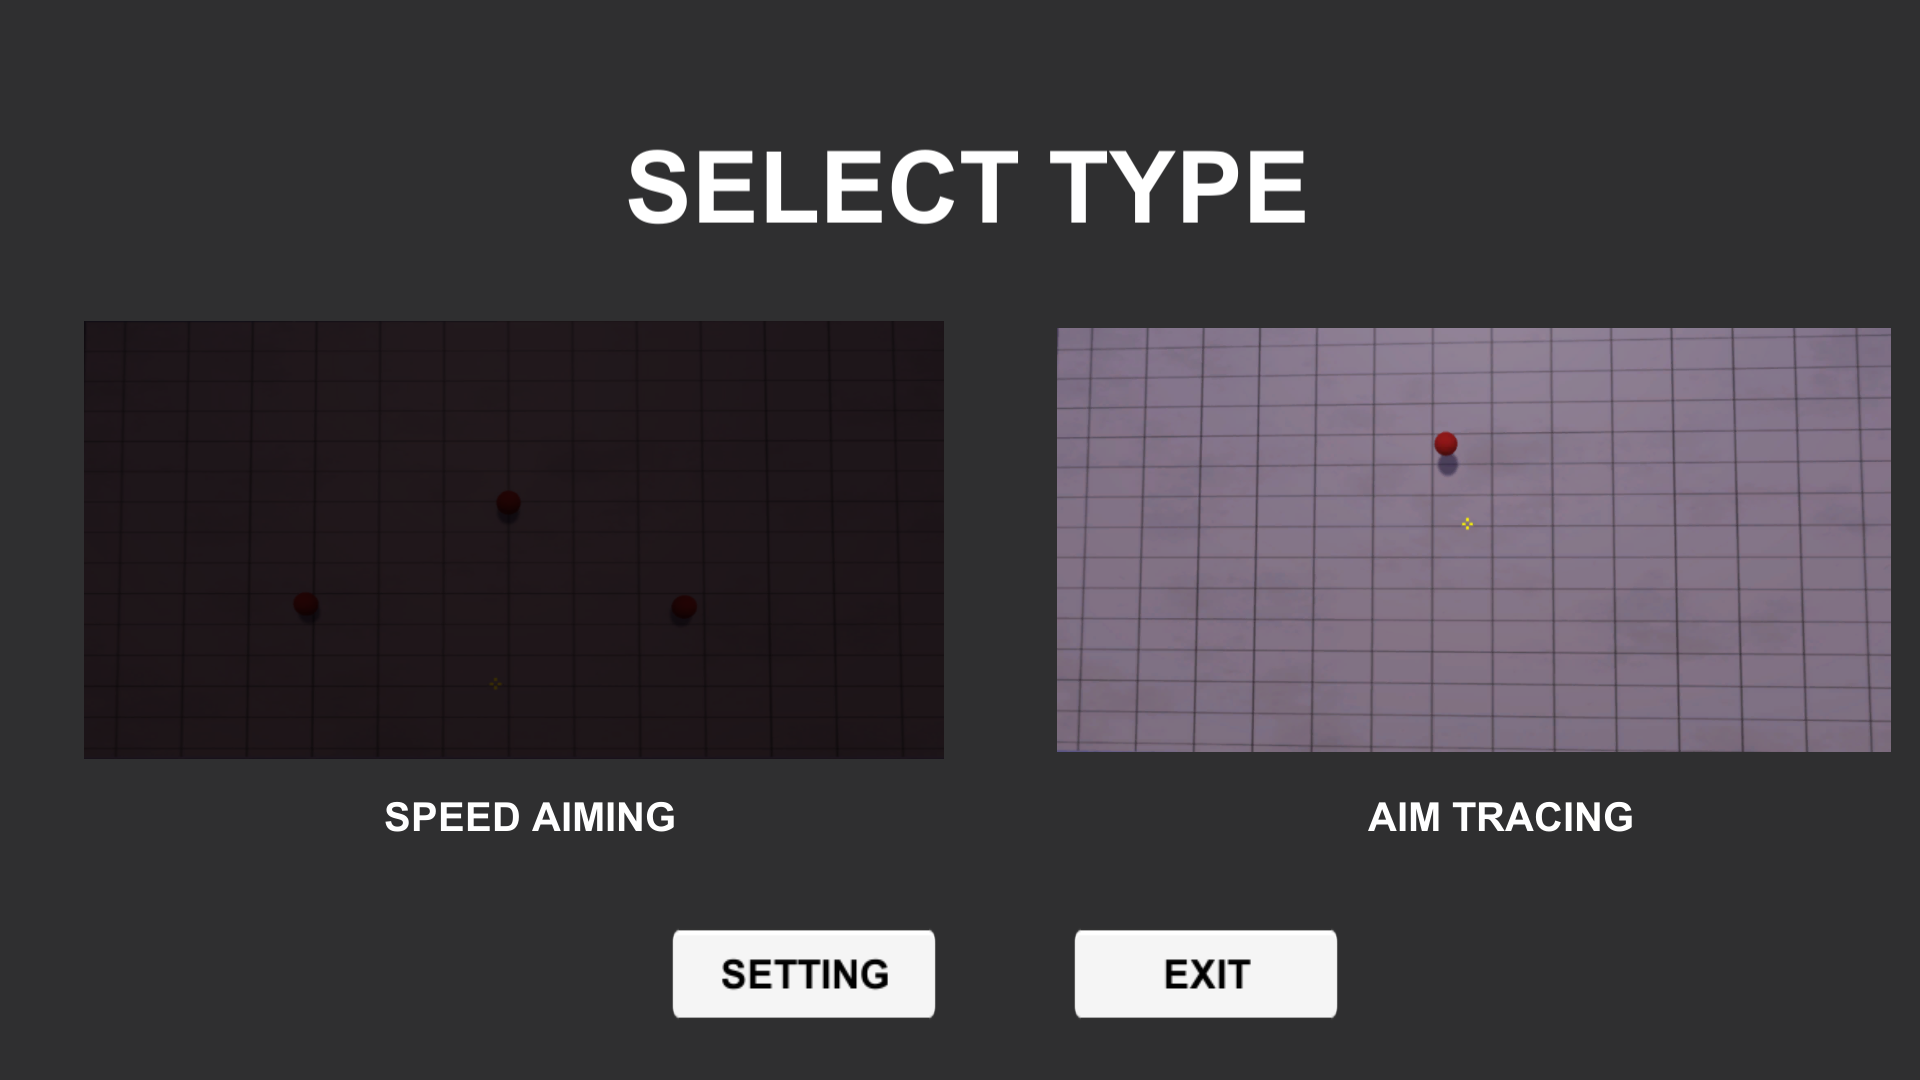 SELECT TYPE
SPEED AIMING
AIM TRACING
SETTING
EXIT